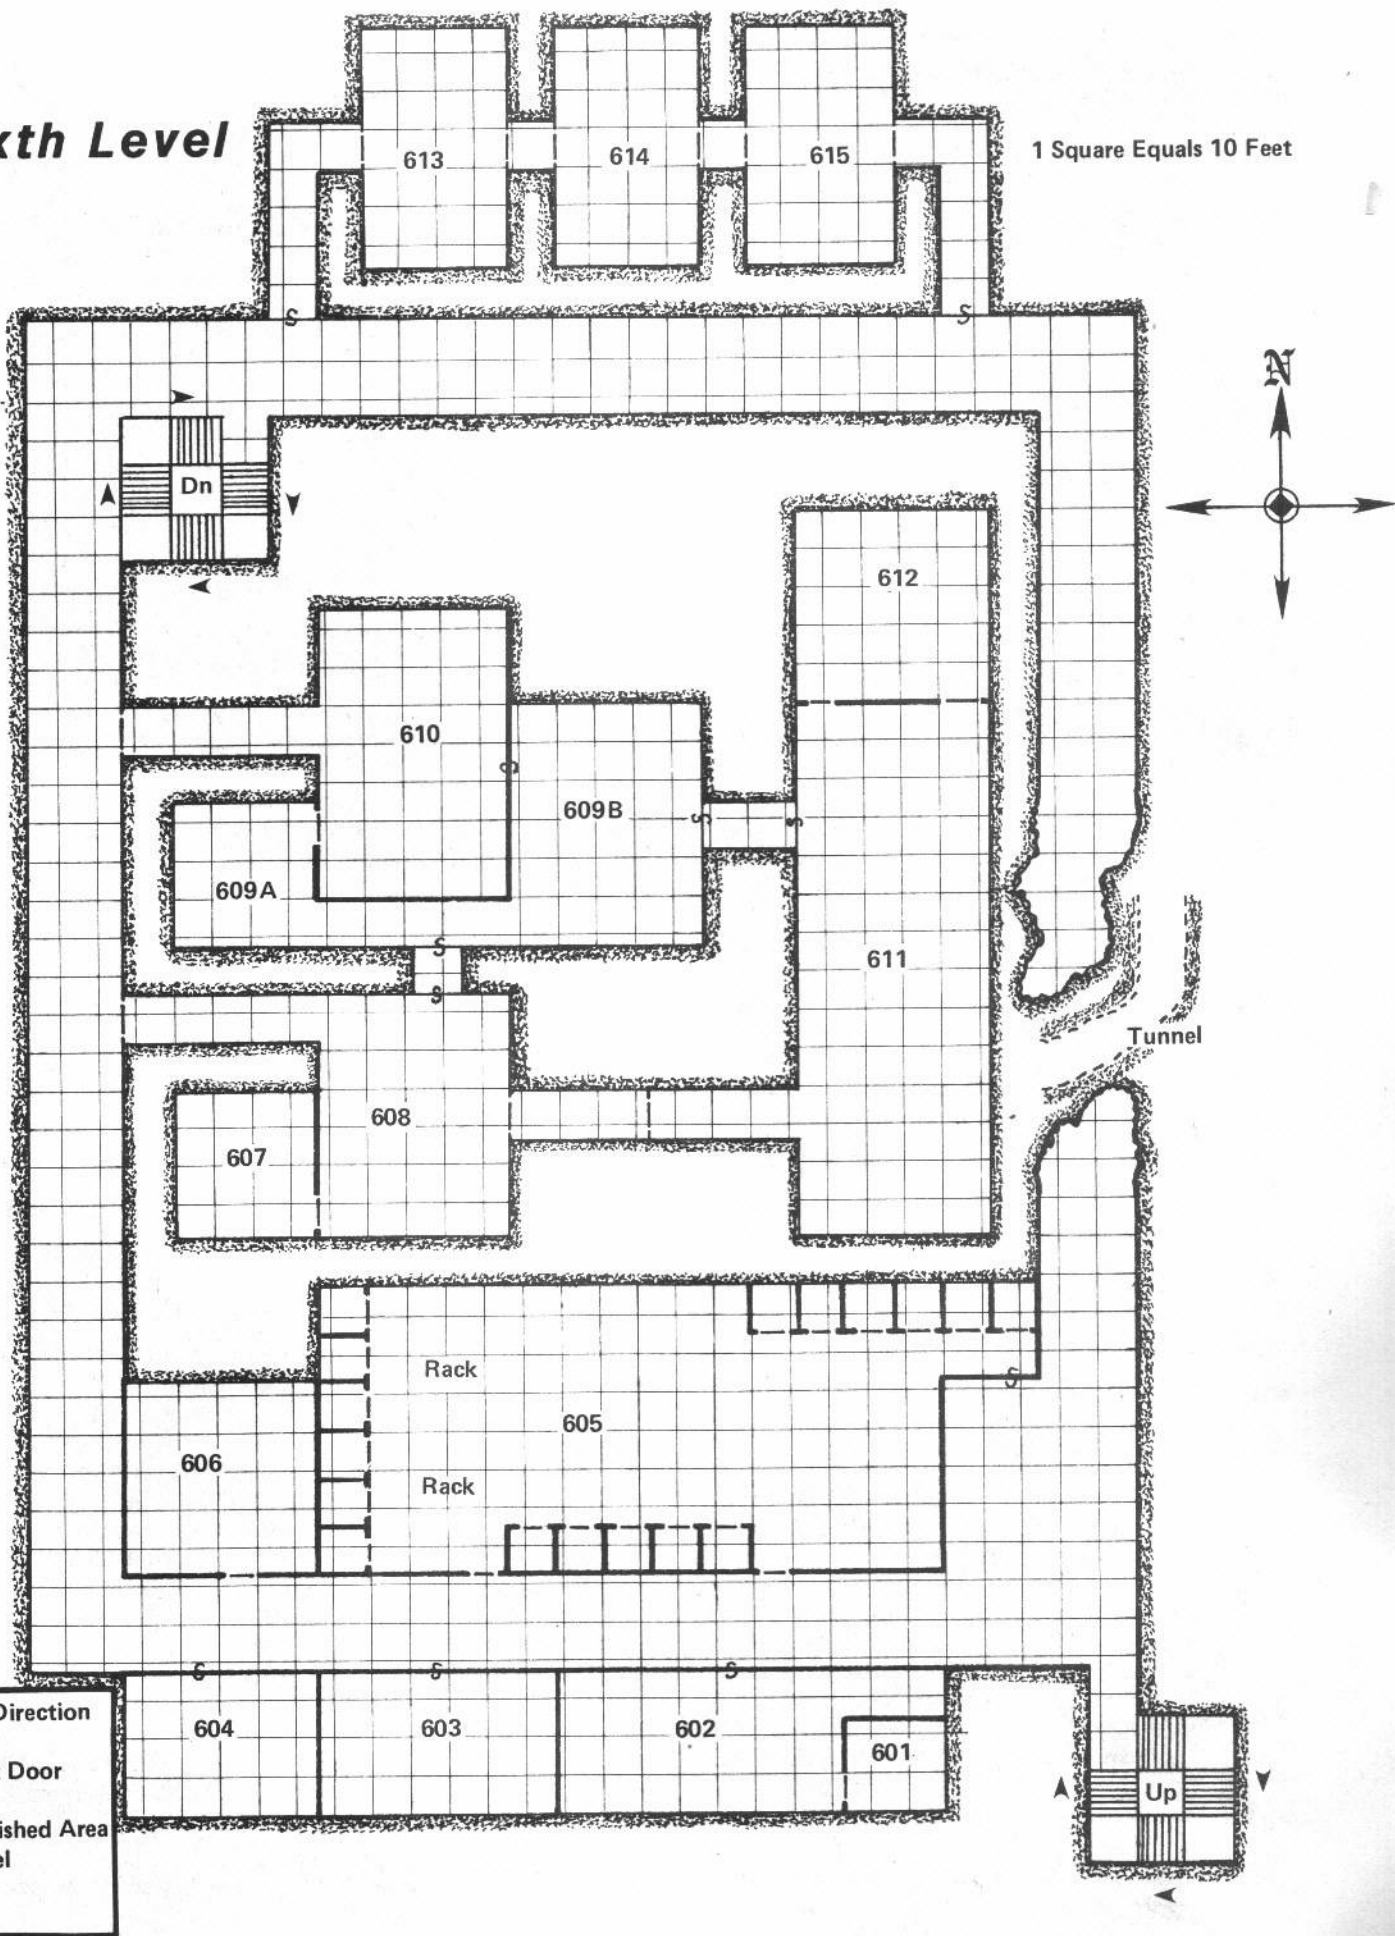 xth Level
1 Square Equals 10 Feet
613
614
615
S
S
N
Dn
612
610
S
609B
S
S
609A
S
S
611
Tunnel
608
607
Rack
S
605
606
Rack
S
S
S
604
603
602
601
Up
Direction
Door
ished Area
el